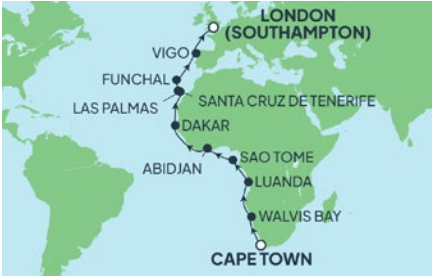 LONDON
(SOUTHAMPTON)
VIGO
FUNCHAL
LAS PALMAS
SANTA CRUZ DE TENERIFE
DAKAR
ABIDJAN
SAO TOME
LUANDA
WALVIS BAY
CAPE TOWN